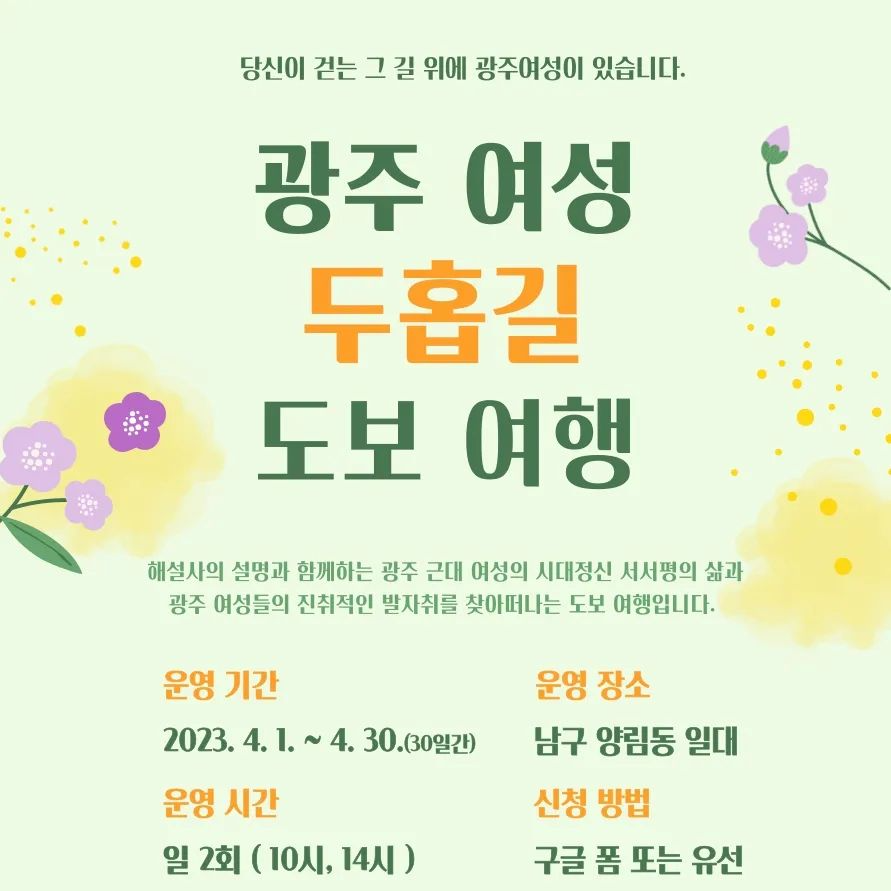 당신이 걷는 그 길 위에 광주여성이 있습니다.
광주 여성
두홉길
도보 여행
해설사의 설명과 함께하는 광주 근대 여성의 시대정신 서서평의 삶과
광주 여성들의 진취적인 발자취를 찾아떠나는 도보 여행입니다.
운영 기간
2023. 4. 1. ~ 4. 30.(30일간)
운영 장소
남구 양림동 일대
운영 시간
일 2회 ( 10시, 14시 )
신청 방법
구글 폼 또는 유선